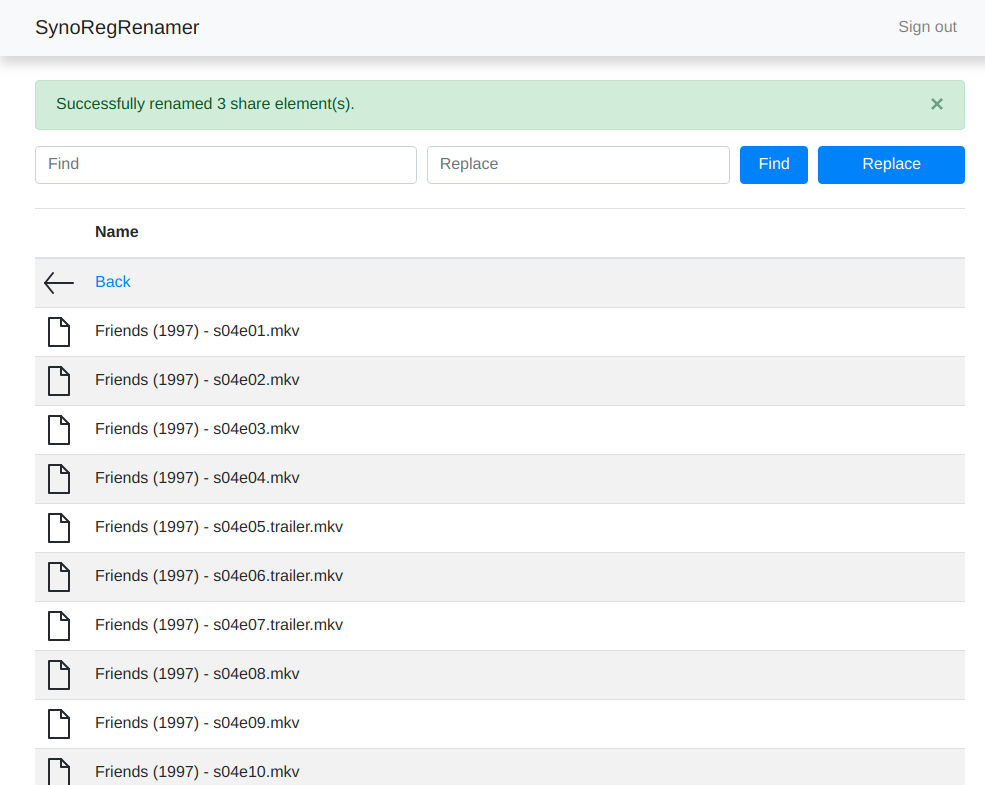 SynoRegRenamer Sign out
Successfully renamed 3 share element(s). ×
Find Replace Find Replace
Name
Back
Friends (1997) - s04e01.mkv
Friends (1997) - s04e02.mkv
Friends (1997) - s04e03.mkv
Friends (1997) - s04e04.mkv
Friends (1997) - s04e05.trailer.mkv
Friends (1997) - s04e06.trailer.mkv
Friends (1997) - s04e07.trailer.mkv
Friends (1997) - s04e08.mkv
Friends (1997) - s04e09.mkv
Friends (1997) - s04e10.mkv